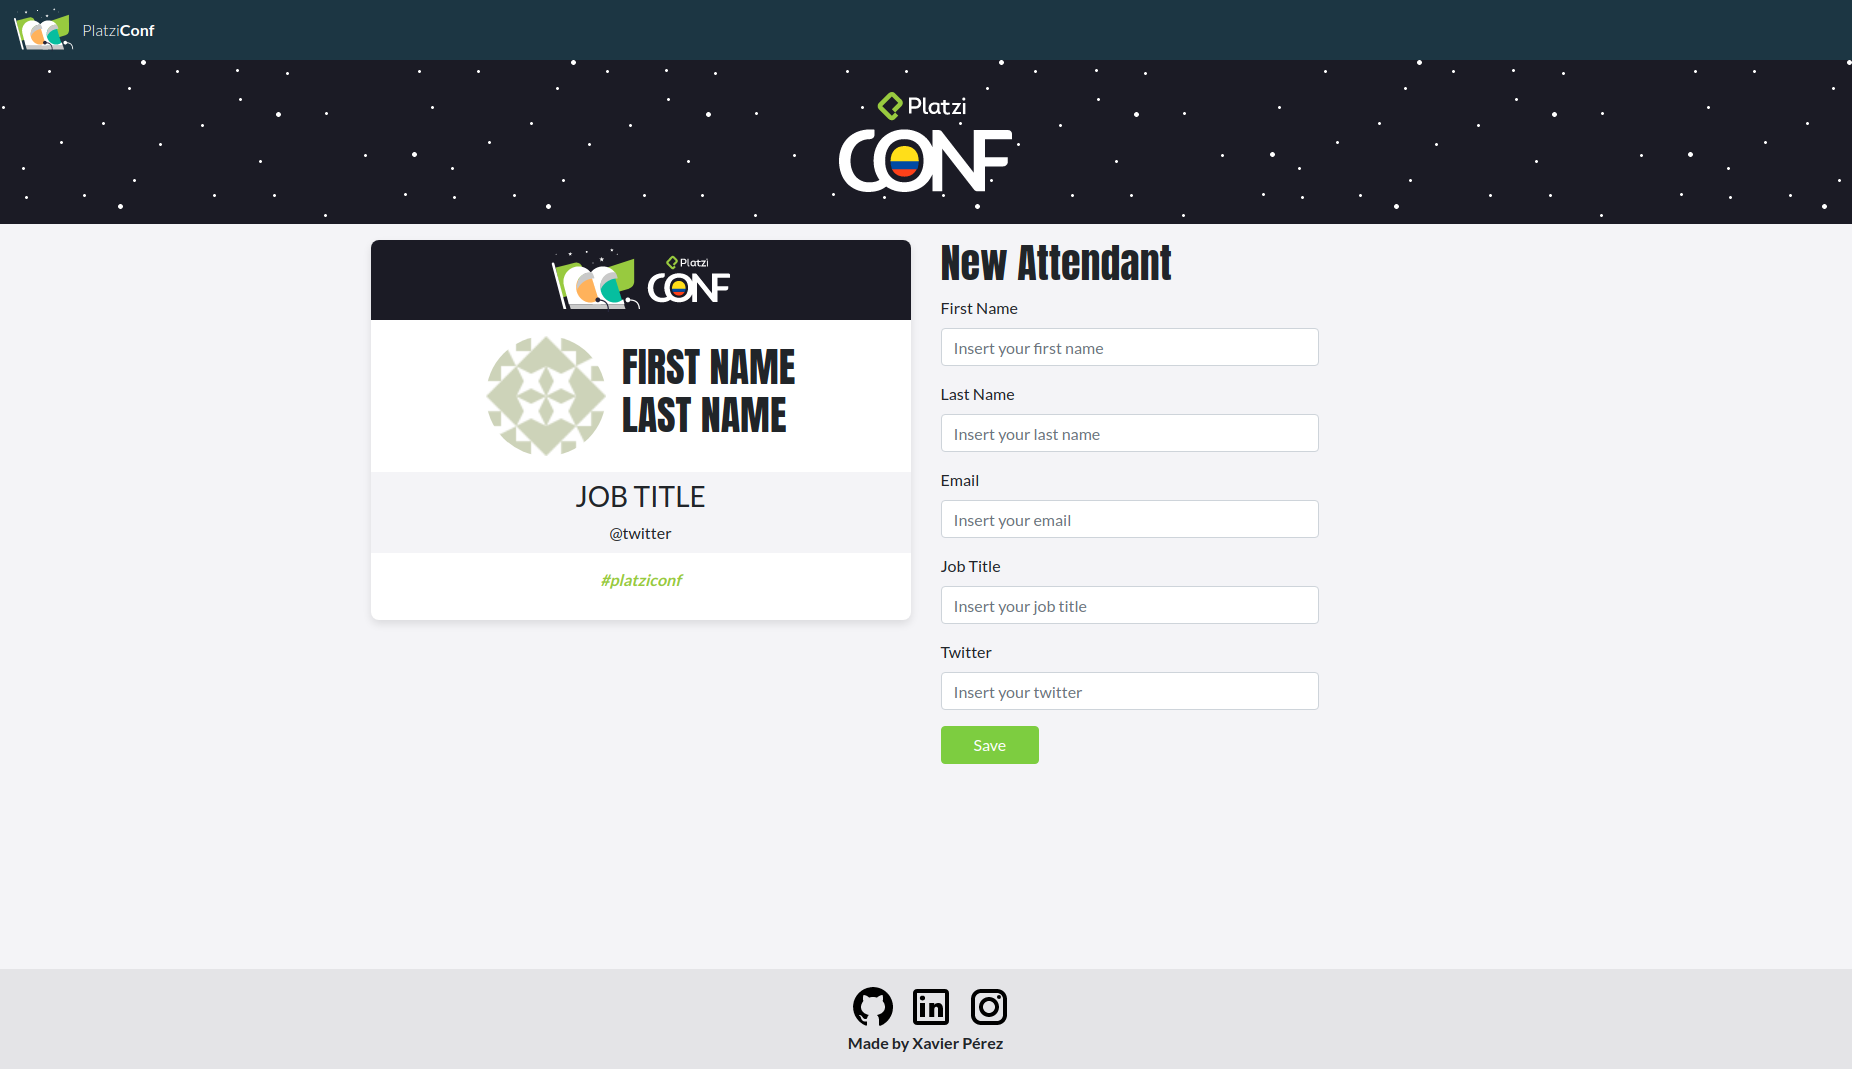 PlatziConf
Platzi
CONF
Platzi
CONF
FIRST NAME
LAST NAME
JOB TITLE
@twitter
#platziconf
New Attendant
First Name
Insert your first name
Last Name
Insert your last name
Email
Insert your email
Job Title
Insert your job title
Twitter
Insert your twitter
Save
in
Made by Xavier Pérez